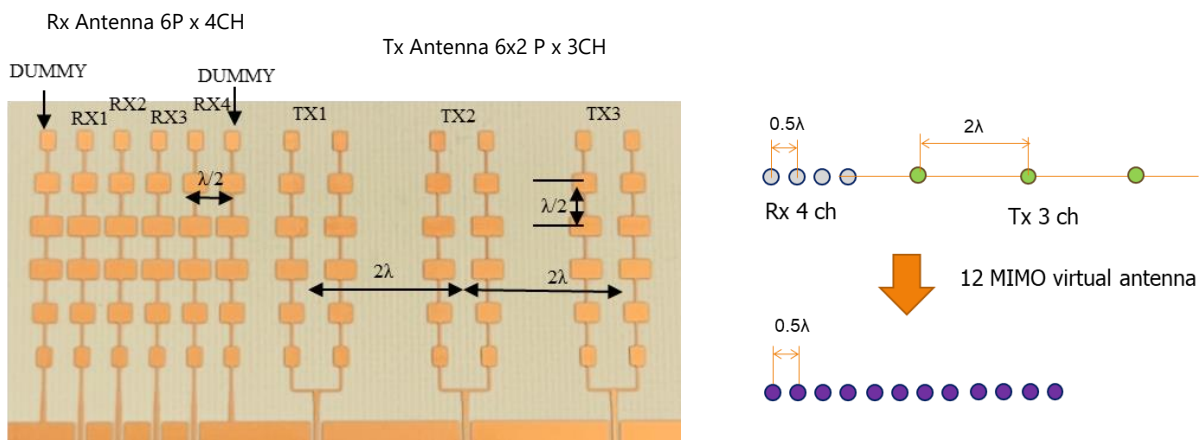 Rx Antenna 6P x 4CH
Tx Antenna 6x2 P x 3CH
DUMMY
DUMMY
RX1
RX2
RX3
RX4
TX1
TX2
TX3
λ/2
λ/2
2λ
2λ
0.5λ
2λ
Rx 4 ch
Tx 3 ch
12 MIMO virtual antenna
0.5λ